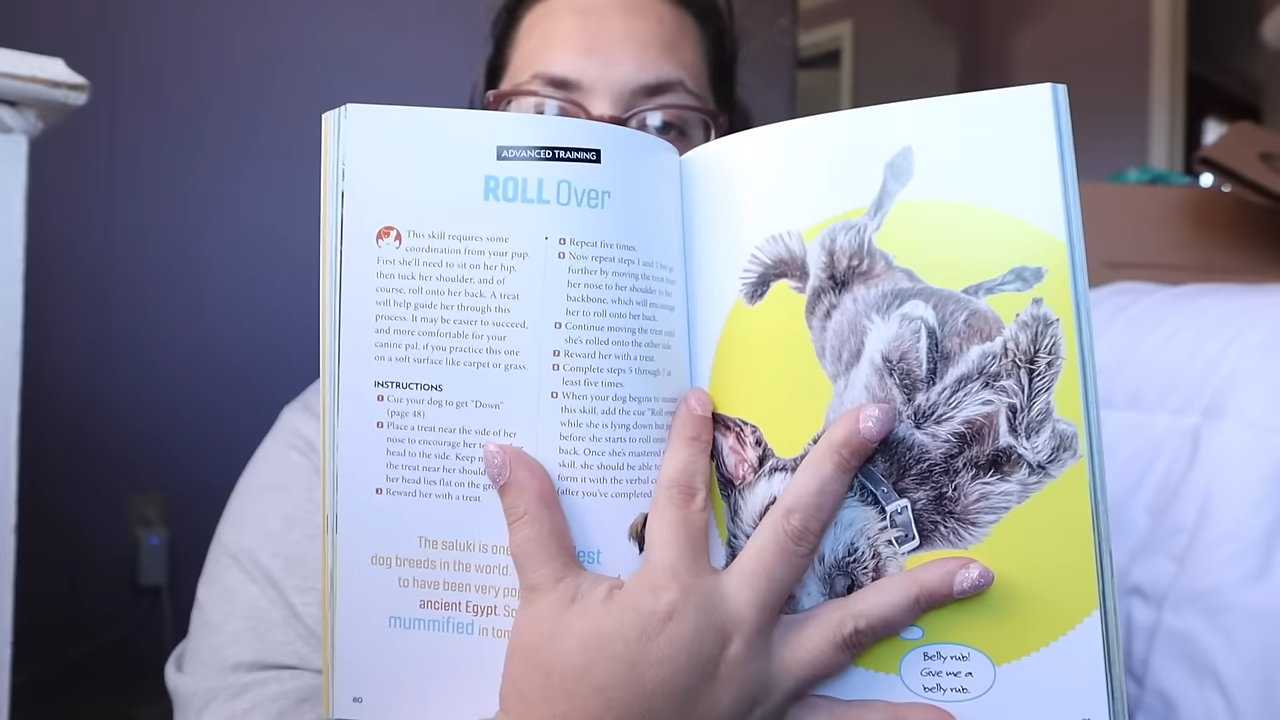 ADVANCED TRAINING
ROLL Over
This skill requires some
coordination from your pup.
First she'll need to sit on her hip,
then tuck her shoulder, and of
course, roll onto her back. A treat
will help guide her through this
process. It may be easier to succeed,
and more comfortable for your
canine pal, if you practice this one
on a soft surface like carpet or grass.
INSTRUCTIONS
1 Cue your dog to get "Down"
(page 48).
2 Place a treat near the side of her
nose to encourage her
head to the side. Keep
the treat near her should
her head lies flat on the
3 Reward her with a treat.
4 Repeat five times.
5 Now repeat steps 1 and 2 but go
further by moving the treat from
her nose to her shoulder to her
backbone, which will encourage
her to roll onto her back.
6 Continue moving the treat until
she's rolled onto the other side.
7 Reward her with a treat.
8 Complete steps 5 through 7 at
least five times.
9 When your dog begins to
this skill, add the cue "Roll over
while she is lying down but
before she starts to roll onto
back. Once she's mastered
skill, she should be able to
form it with the verbal
(after you've completed
The saluki is one
dog breeds in the world.
to have been very
ancient Egypt.
mummified in
80
Belly rub!
Give me a
belly rub.